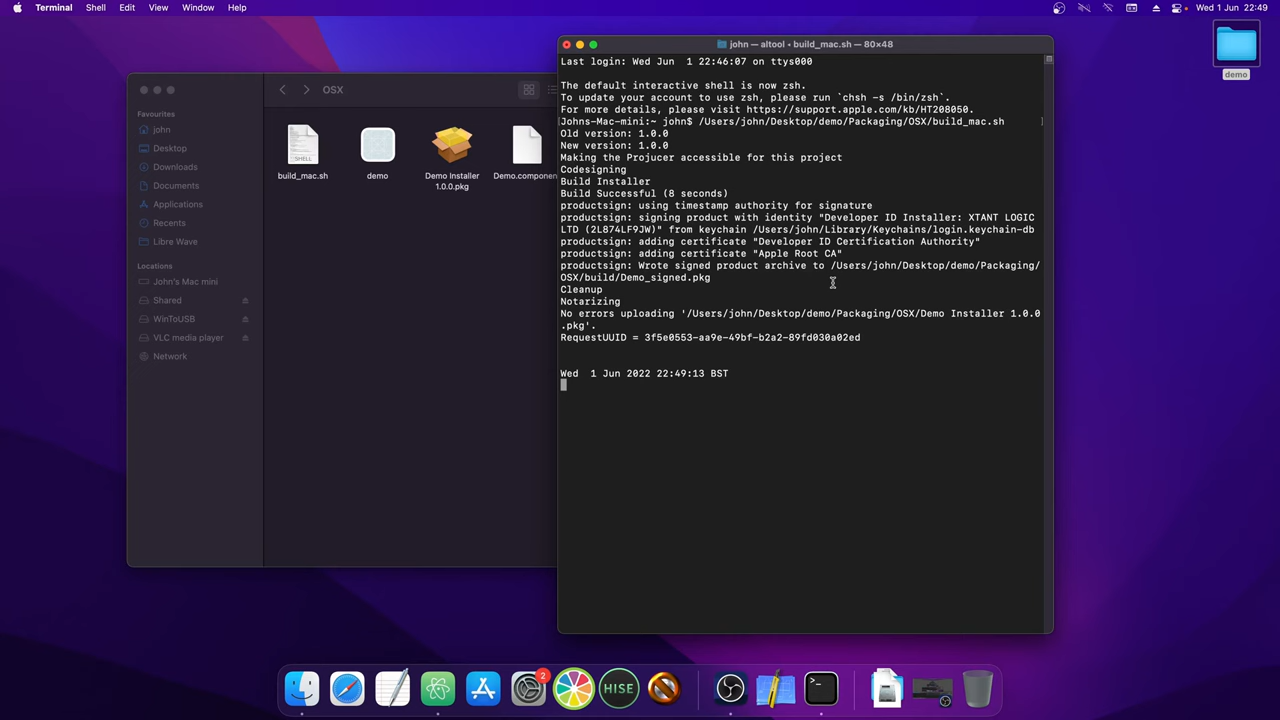 Terminal Shell Edit View Window Help
Wed 1 Jun 22:49
demo
OSX
Favourites
john
Desktop
Downloads
Documents
Applications
Recents
Libre Wave
Locations
John's Mac mini
Shared
WinToUSB
VLC media player
Network
SHELL
build_mac.sh
demo
Demo Installer
1.0.0.pkg
Demo.componen
john — altool • build_mac.sh — 80×48
Last login: Wed Jun  1 22:46:07 on ttys000
The default interactive shell is now zsh.
To update your account to use zsh, please run `chsh -s /bin/zsh`.
For more details, please visit https://support.apple.com/kb/HT208050.
[Johns-Mac-mini:~ john$ /Users/john/Desktop/demo/Packaging/OSX/build_mac.sh ]
Old version: 1.0.0
New version: 1.0.0
Making the Projucer accessible for this project
Codesigning
Build Installer
Build Successful (8 seconds)
productsign: using timestamp authority for signature
productsign: signing product with identity "Developer ID Installer: XTANT LOGIC
LTD (2L874LF9JW)" from keychain /Users/john/Library/Keychains/login.keychain-db
productsign: adding certificate "Developer ID Certification Authority"
productsign: adding certificate "Apple Root CA"
productsign: Wrote signed product archive to /Users/john/Desktop/demo/Packaging/
OSX/build/Demo_signed.pkg
Cleanup
Notarizing
No errors uploading '/Users/john/Desktop/demo/Packaging/OSX/Demo Installer 1.0.0
.pkg'.
RequestUUID = 3f5e0553-aa9e-49bf-b2a2-89fd030a02ed
Wed  1 Jun 2022 22:49:13 BST
2
HISE
>_